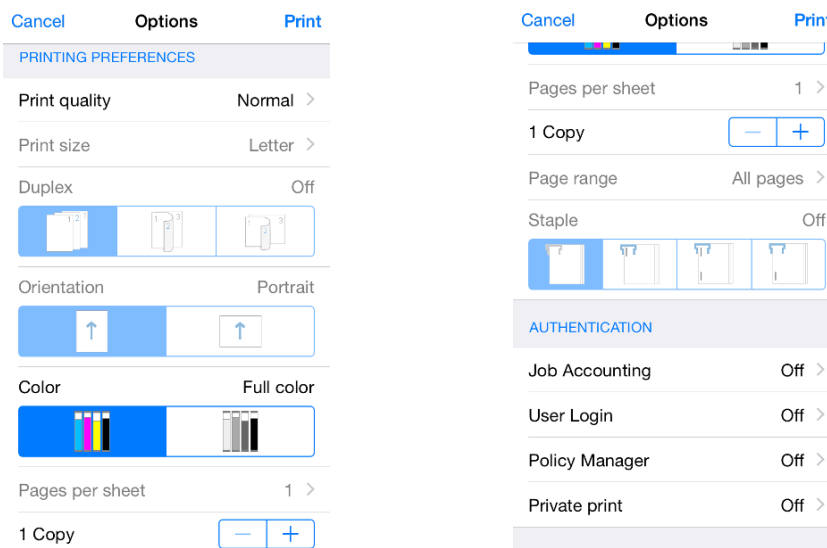 Cancel Options Print
PRINTING PREFERENCES
Print quality Normal
Print size Letter
Duplex Off
1 2
1 2 3
1 2 3
Orientation Portrait
Color Full color
Pages per sheet 1
1 Copy
Cancel Options Print
Pages per sheet 1
1 Copy
Page range All pages
Staple Off
AUTHENTICATION
Job Accounting Off
User Login Off
Policy Manager Off
Private print Off